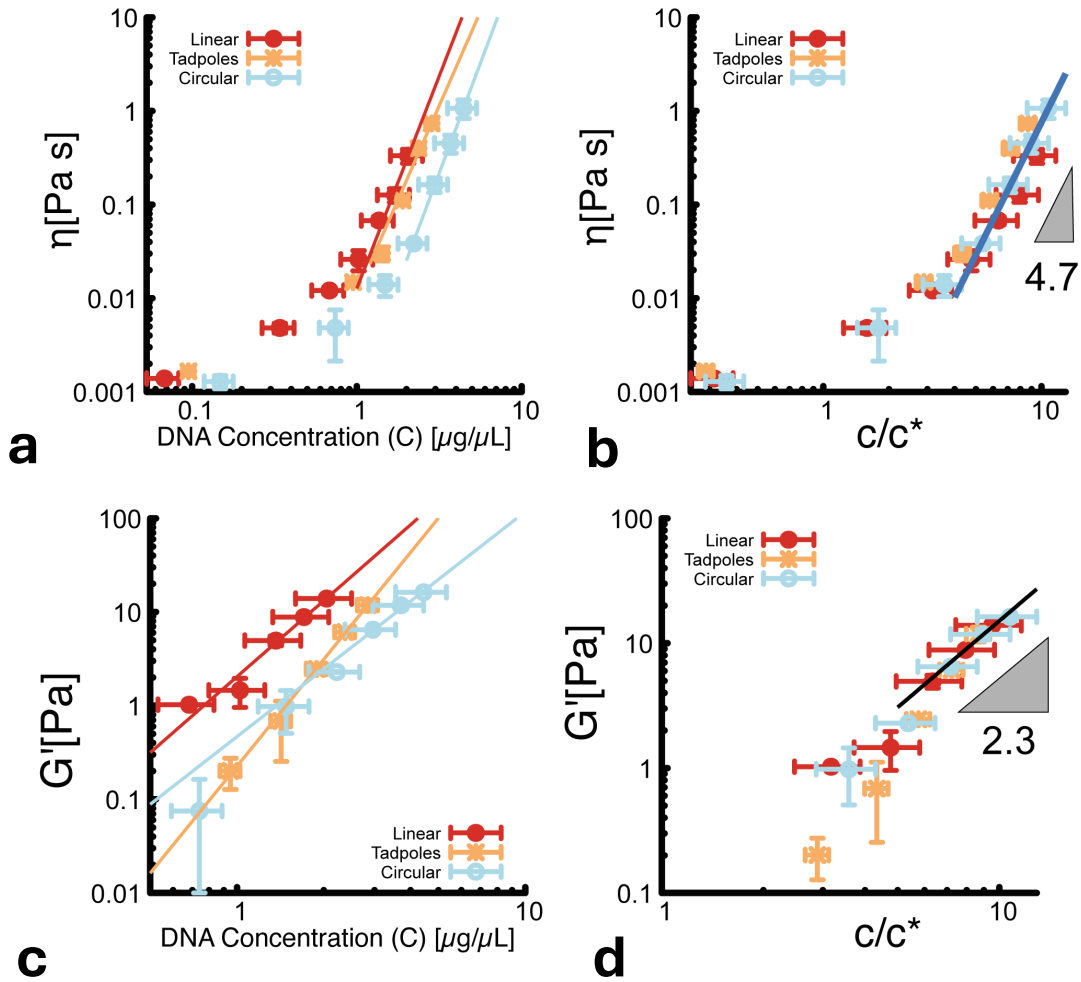 10
1
0.1
0.01
0.001
η[Pa s]
Linear
Tadpoles
Circular
0.1
1
10
DNA Concentration (C) [µg/µL]
a
10
1
0.1
0.01
0.001
η[Pa s]
Linear
Tadpoles
Circular
4.7
1
10
c/c*
b
100
10
1
0.1
0.01
G'[Pa]
Linear
Tadpoles
Circular
1
10
DNA Concentration (C) [µg/µL]
c
100
10
1
0.1
G'[Pa]
Linear
Tadpoles
Circular
2.3
1
10
c/c*
d